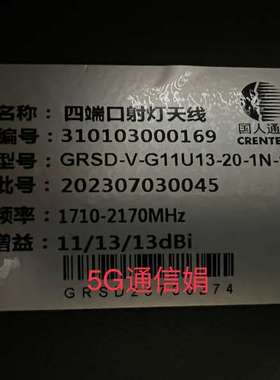 名称：四端口射灯天线
国人通
CRENTE
编号：310103000169
型号：GRSD-V-G11U13-20-1N-
批号：202307030045
频率：1710-2170MHz
增益：11/13/13dBi
5G通信娟